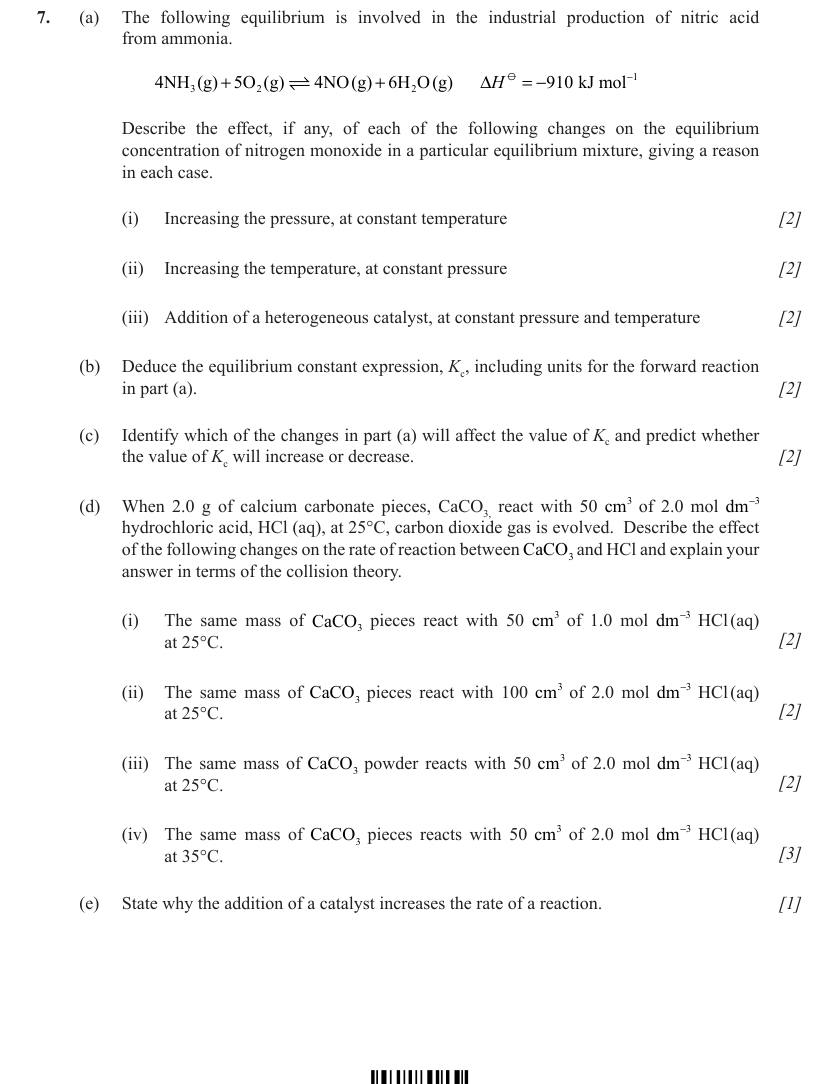 7. (a) The following equilibrium is involved in the industrial production of nitric acid
from ammonia.
4NH₃(g)+5O₂(g)⇌4NO(g)+6H₂O(g) ΔH⊖ =−910 kJ mol⁻¹
Describe the effect, if any, of each of the following changes on the equilibrium
concentration of nitrogen monoxide in a particular equilibrium mixture, giving a reason
in each case.
(i) Increasing the pressure, at constant temperature [2]
(ii) Increasing the temperature, at constant pressure [2]
(iii) Addition of a heterogeneous catalyst, at constant pressure and temperature [2]
(b) Deduce the equilibrium constant expression, K꜀, including units for the forward reaction
in part (a). [2]
(c) Identify which of the changes in part (a) will affect the value of K꜀ and predict whether
the value of K꜀ will increase or decrease. [2]
(d) When 2.0 g of calcium carbonate pieces, CaCO₃, react with 50 cm³ of 2.0 mol dm⁻³
hydrochloric acid, HCl (aq), at 25°C, carbon dioxide gas is evolved. Describe the effect
of the following changes on the rate of reaction between CaCO₃ and HCl and explain your
answer in terms of the collision theory.
(i) The same mass of CaCO₃ pieces react with 50 cm³ of 1.0 mol dm⁻³ HCl(aq)
at 25°C. [2]
(ii) The same mass of CaCO₃ pieces react with 100 cm³ of 2.0 mol dm⁻³ HCl(aq)
at 25°C. [2]
(iii) The same mass of CaCO₃ powder reacts with 50 cm³ of 2.0 mol dm⁻³ HCl(aq)
at 25°C. [2]
(iv) The same mass of CaCO₃ pieces reacts with 50 cm³ of 2.0 mol dm⁻³ HCl(aq)
at 35°C. [3]
(e) State why the addition of a catalyst increases the rate of a reaction. [1]